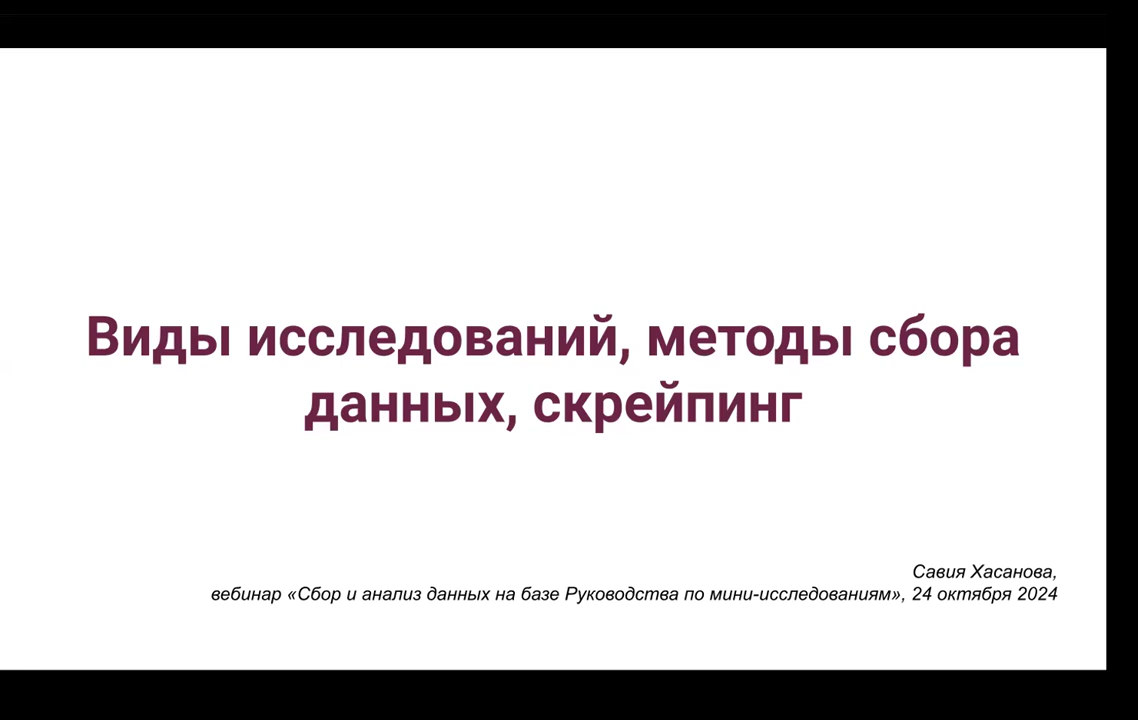 Виды исследований, методы сбора
данных, скрейпинг
Савия Хасанова,
вебинар «Сбор и анализ данных на базе Руководства по мини-исследованиям», 24 октября 2024